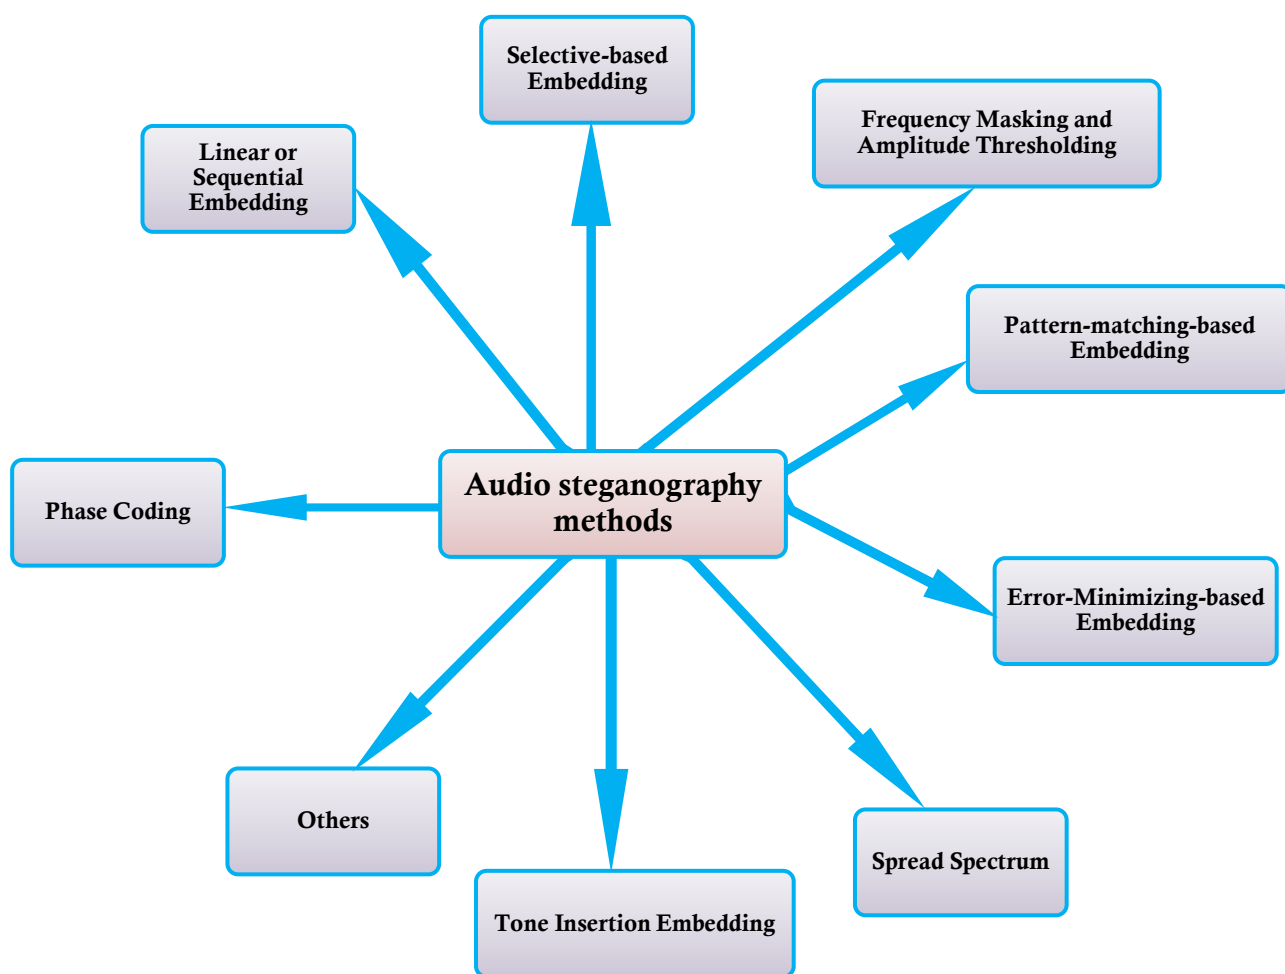 Selective-based
Embedding
Frequency Masking and
Amplitude Thresholding
Linear or
Sequential
Embedding
Pattern-matching-based
Embedding
Audio steganography
methods
Phase Coding
Error-Minimizing-based
Embedding
Others
Spread Spectrum
Tone Insertion Embedding